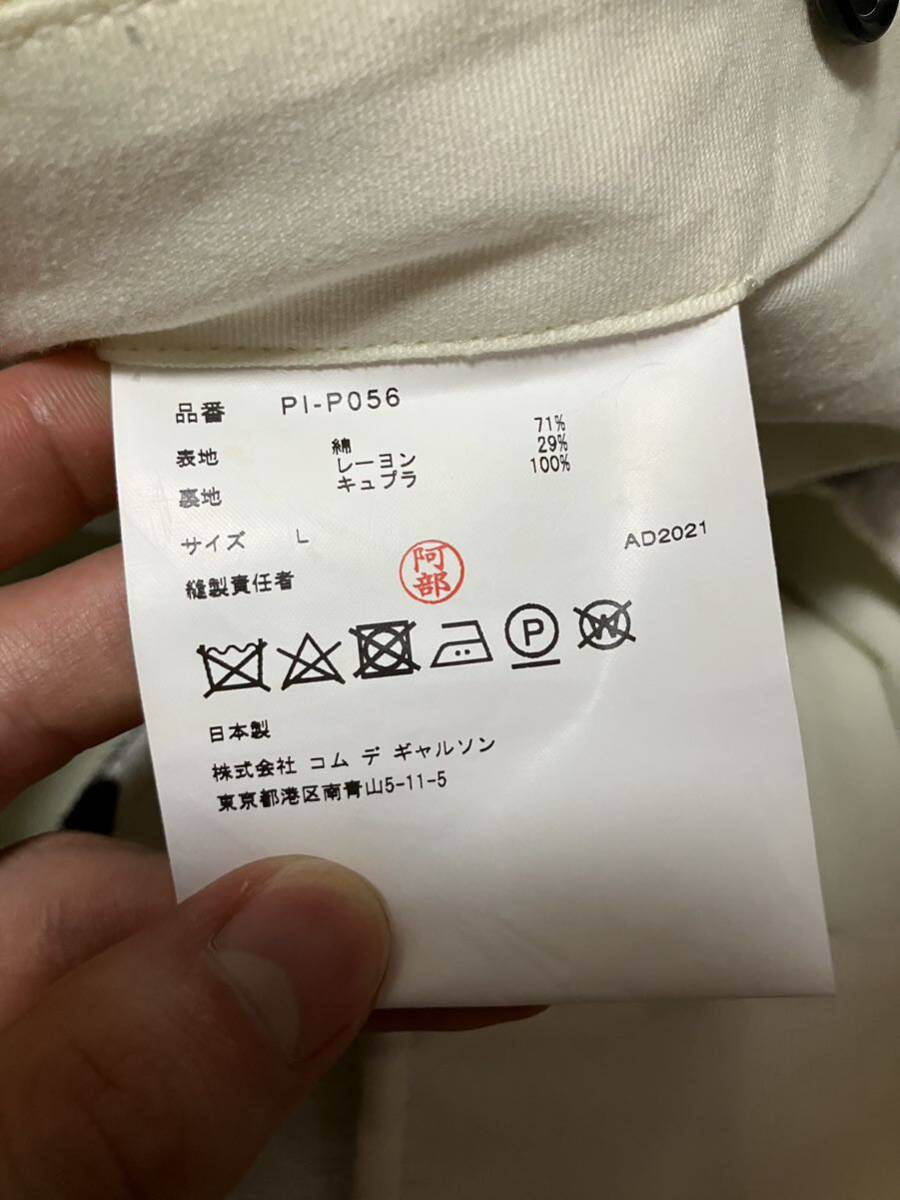 品番 PI-P056
表地 綿 71%
レーヨン 29%
裏地 キュプラ 100%
サイズ L AD2021
縫製責任者 阿部
P
W
日本製
株式会社 コム デ ギャルソン
東京都港区南青山5-11-5